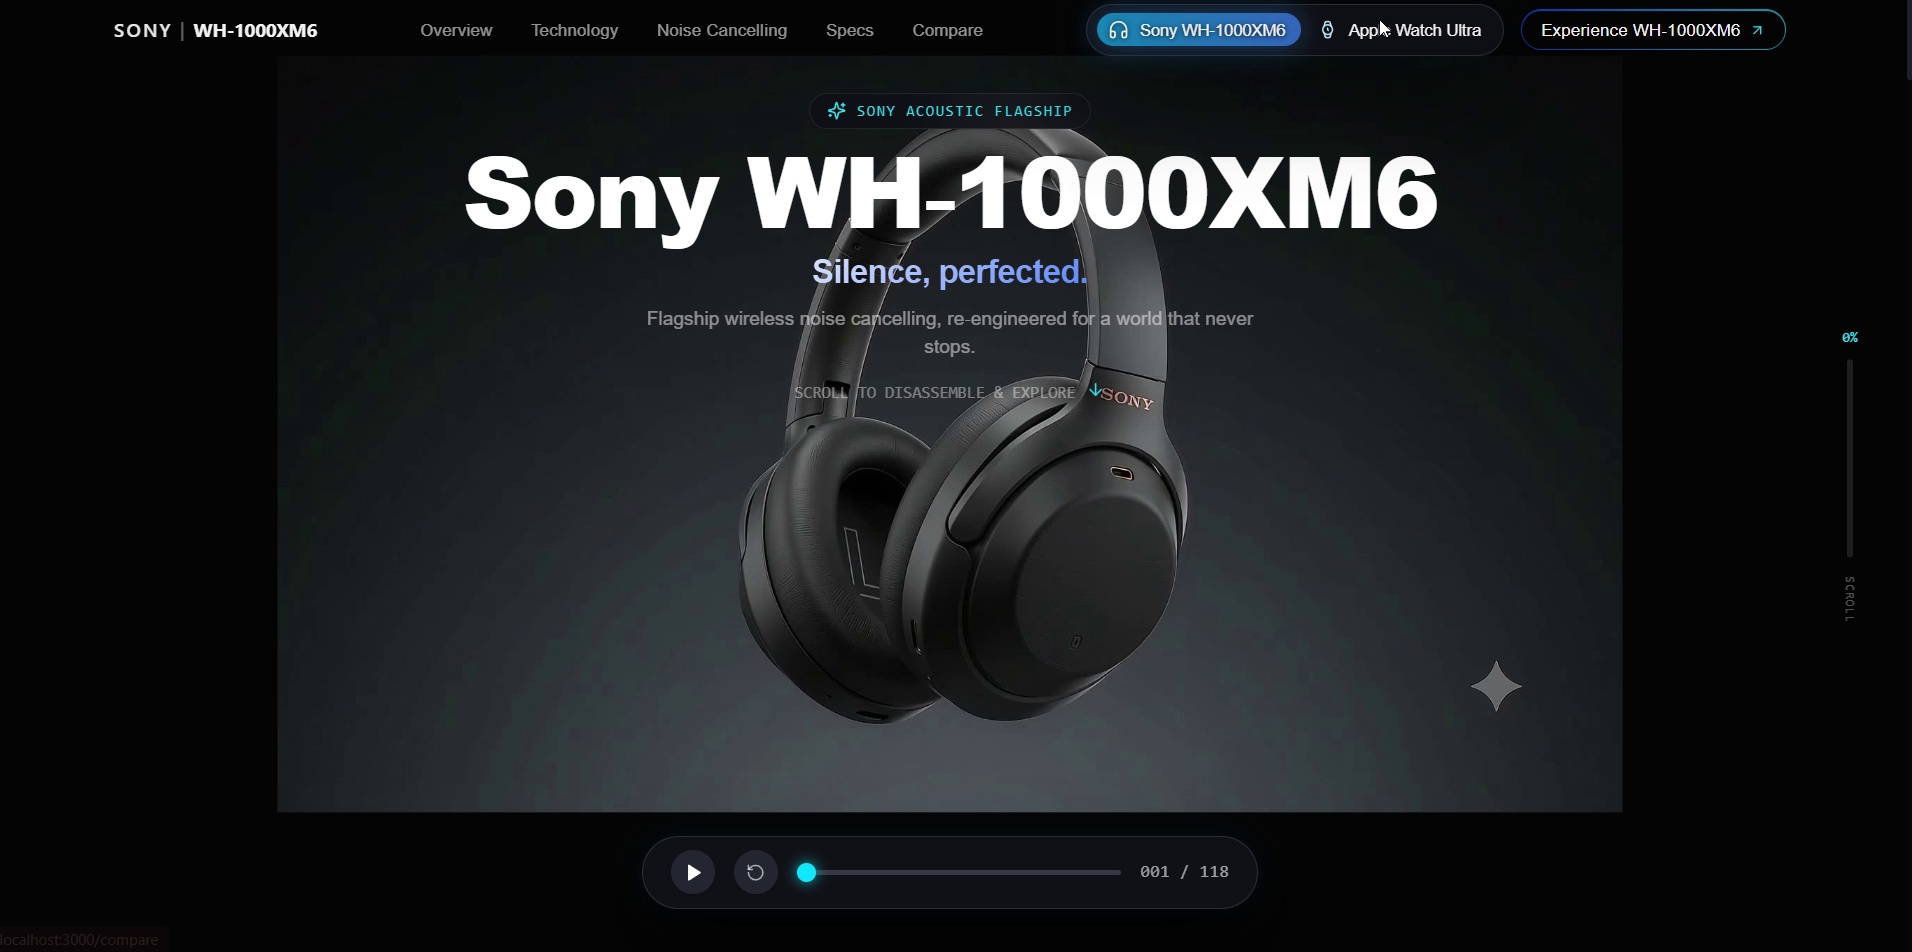 SONY | WH-1000XM6
Overview
Technology
Noise Cancelling
Specs
Compare
Sony WH-1000XM6
Apple Watch Ultra
Experience WH-1000XM6
SONY ACOUSTIC FLAGSHIP
Sony WH-1000XM6
Silence, perfected.
Flagship wireless noise cancelling, re-engineered for a world that never
stops.
SCROLL TO DISASSEMBLE & EXPLORE
SONY
0%
SCROLL
001 / 118
localhost:3000/compare